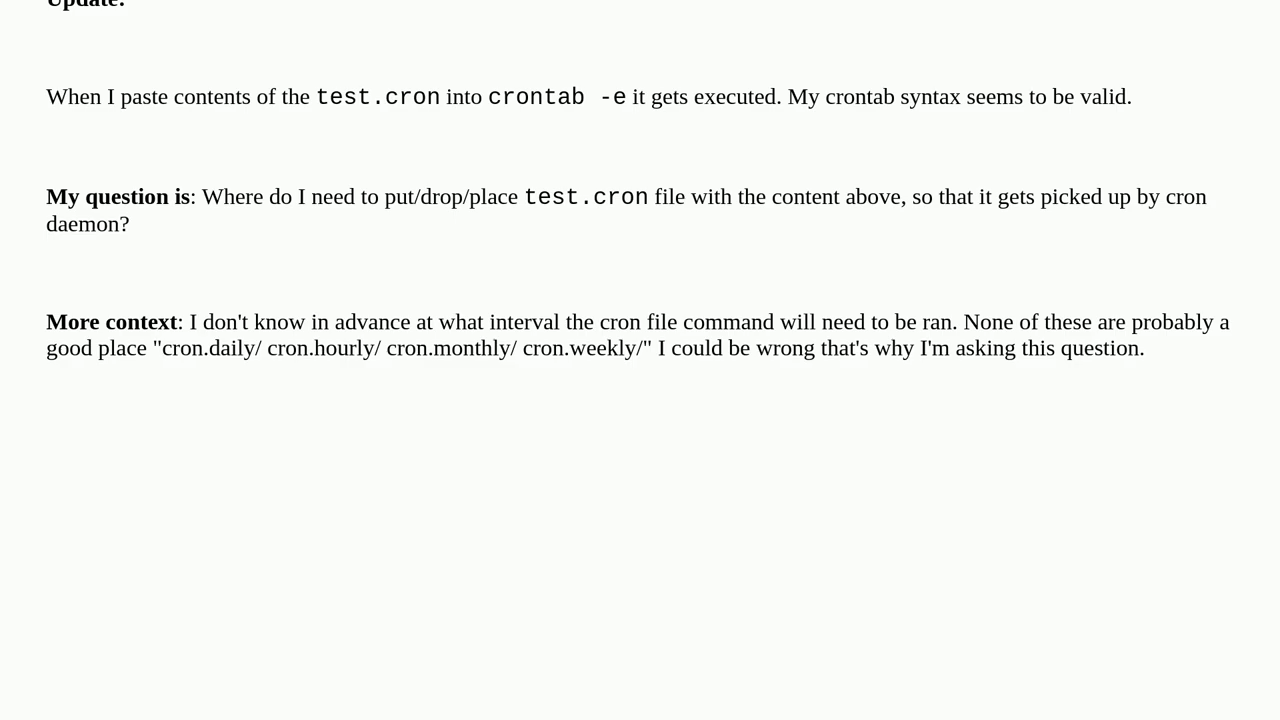 Update:
When I paste contents of the test.cron into crontab -e it gets executed. My crontab syntax seems to be valid.
My question is: Where do I need to put/drop/place test.cron file with the content above, so that it gets picked up by cron
daemon?
More context: I don't know in advance at what interval the cron file command will need to be ran. None of these are probably a
good place "cron.daily/ cron.hourly/ cron.monthly/ cron.weekly/" I could be wrong that's why I'm asking this question.